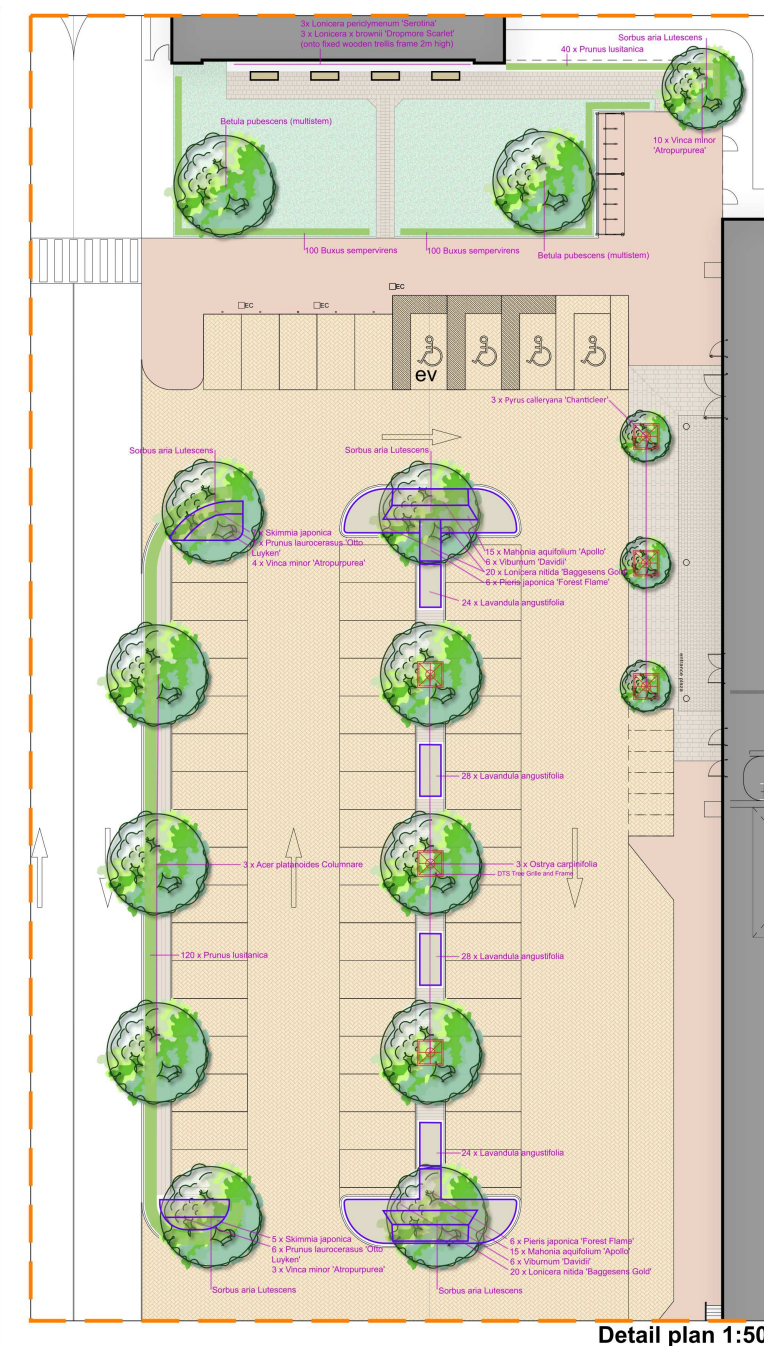 3x Lonicera periclymenum 'Serotina'
3 x Lonicera x brownii 'Dropmore Scarlet'
(onto fixed wooden trellis frame 2m high)
Sorbus aria Lutescens
40 x Prunus lusitanica
Betula pubescens (multistem)
10 x Vinca minor
'Atropurpurea'
100 Buxus sempervirens
100 Buxus sempervirens
Betula pubescens (multistem)
EC
EC
EC
ev
3 x Pyrus calleryana 'Chanticleer'
Sorbus aria Lutescens
Sorbus aria Lutescens
x Skimmia japonica
x Prunus laurocerasus 'Otto
Luyken'
4 x Vinca minor 'Atropurpurea'
15 x Mahonia aquifolium 'Apollo'
6 x Viburnum 'Davidii'
20 x Lonicera nitida 'Baggesens Gold'
6 x Pieris japonica 'Forest Flame'
24 x Lavandula angustifolia
entrance plaza
28 x Lavandula angustifolia
3 x Acer platanoides Columnare
3 x Ostrya carpinifolia
DTS Tree Grille and Frame
120 x Prunus lusitanica
28 x Lavandula angustifolia
24 x Lavandula angustifolia
5 x Skimmia japonica
6 x Prunus laurocerasus 'Otto
Luyken'
3 x Vinca minor 'Atropurpurea'
Sorbus aria Lutescens
6 x Pieris japonica 'Forest Flame'
15 x Mahonia aquifolium 'Apollo'
6 x Viburnum 'Davidii'
20 x Lonicera nitida 'Baggesens Gold'
Sorbus aria Lutescens
Detail plan 1:50